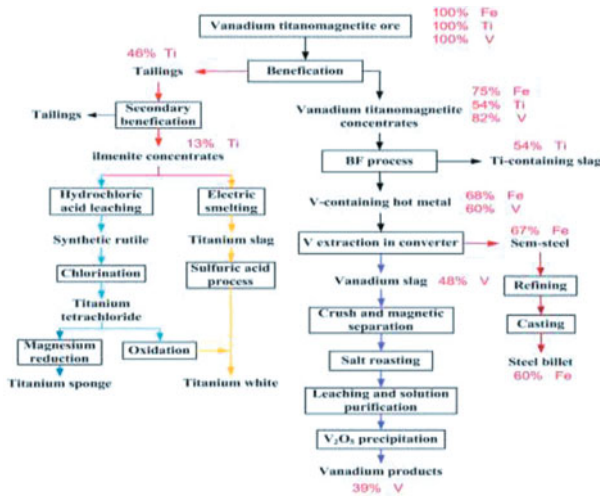 Vanadium titanomagnetite ore
100% Fe
100% Ti
100% V
46% Ti
Tailings
Benefication
Tailings
Secondary
benefication
75% Fe
54% Ti
82% V
Vanadium titanomagnetite
concentrates
13% Ti
ilmenite concentrates
54% Ti
BF process
Ti-containing slag
Hydrochloric
acid leaching
Electric
smelting
68% Fe
60% V
V-containing hot metal
Synthetic rutile
Titanium slag
67% Fe
V extraction in converter
Sem-steel
Chlorination
Sulfuric acid
process
Vanadium slag
48% V
Refining
Titanium
tetrachloride
Crush and magnetic
separation
Casting
Magnesium
reduction
Oxidation
Salt roasting
Steel billet
60% Fe
Titanium sponge
Titanium white
Leaching and solution
purification
V₂O₅ precipitation
Vanadium products
39% V